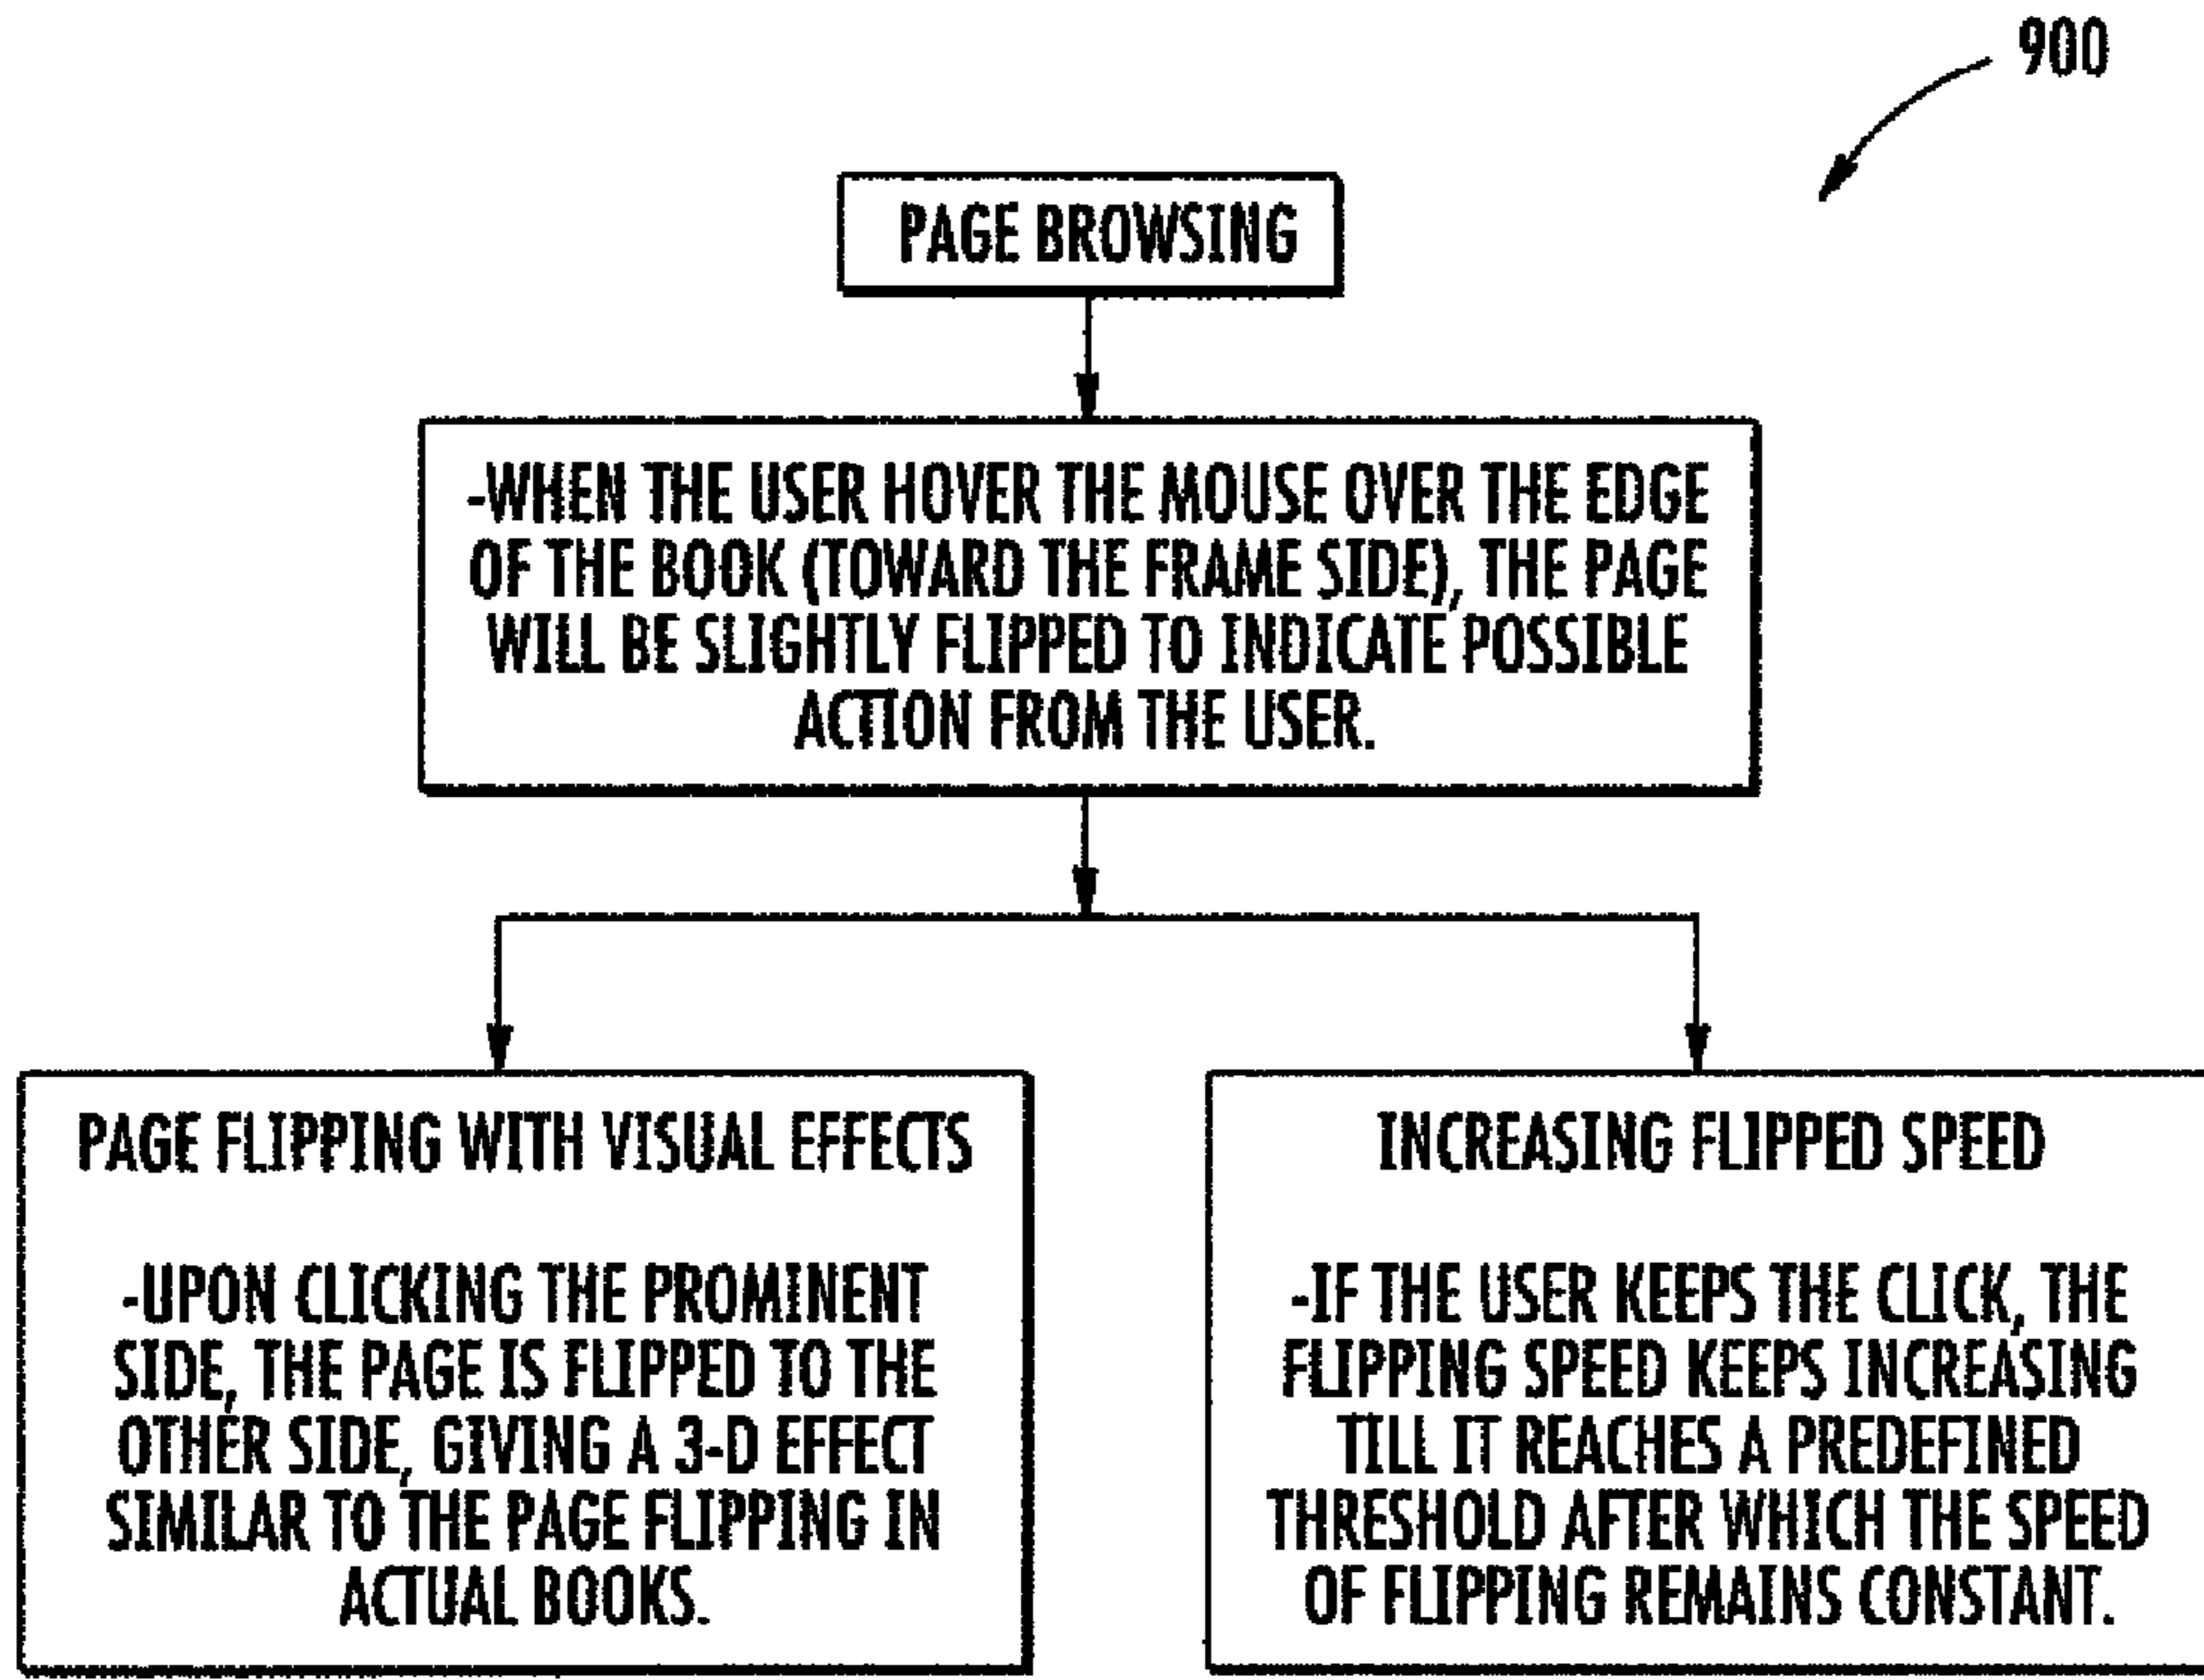 900
PAGE BROWSING
-WHEN THE USER HOVER THE MOUSE OVER THE EDGE
OF THE BOOK (TOWARD THE FRAME SIDE), THE PAGE
WILL BE SLIGHTLY FLIPPED TO INDICATE POSSIBLE
ACTION FROM THE USER.
PAGE FLIPPING WITH VISUAL EFFECTS
-UPON CLICKING THE PROMINENT
SIDE, THE PAGE IS FLIPPED TO THE
OTHER SIDE, GIVING A 3-D EFFECT
SIMILAR TO THE PAGE FLIPPING IN
ACTUAL BOOKS.
INCREASING FLIPPED SPEED
-IF THE USER KEEPS THE CLICK, THE
FLIPPING SPEED KEEPS INCREASING
TILL IT REACHES A PREDEFINED
THRESHOLD AFTER WHICH THE SPEED
OF FLIPPING REMAINS CONSTANT.